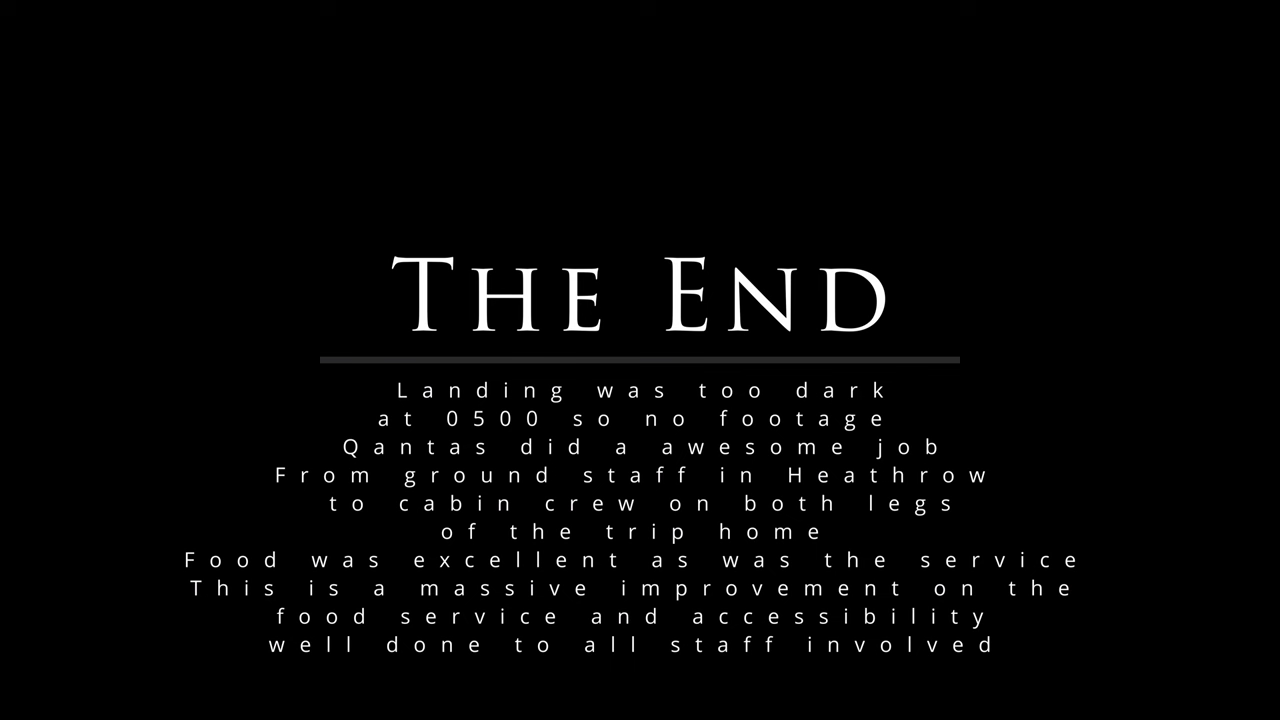 The End
Landing was too dark
at 0500 so no footage
Qantas did a awesome job
From ground staff in Heathrow
to cabin crew on both legs
of the trip home
Food was excellent as was the service
This is a massive improvement on the
food service and accessibility
well done to all staff involved